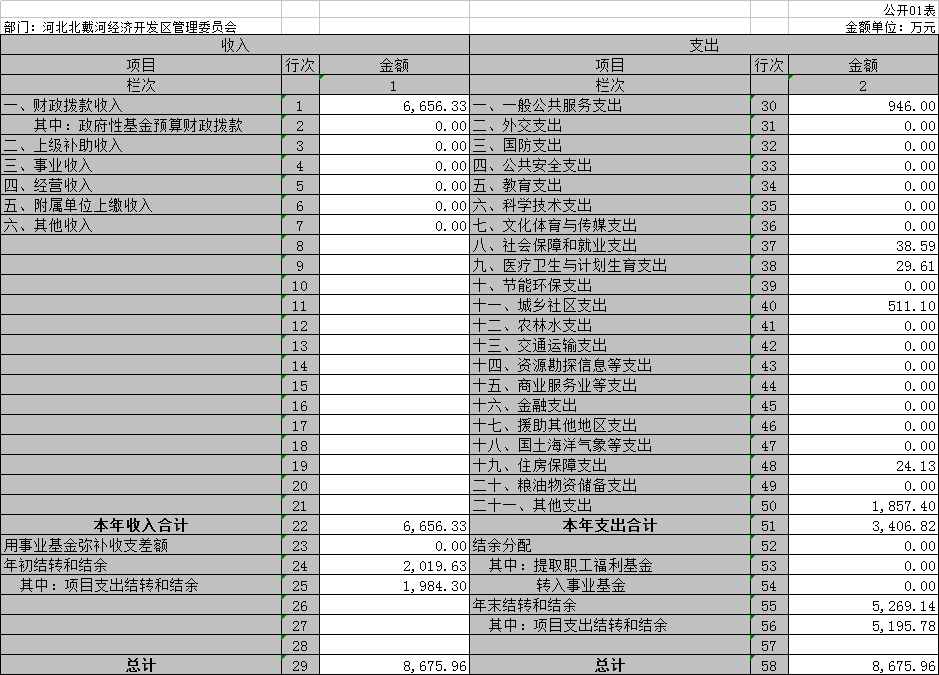 公开01表
部门：河北北戴河经济开发区管理委员会 金额单位：万元
收入 支出
项目 行次 金额 项目 行次 金额
栏次 1 栏次 2
一、财政拨款收入 1 6,656.33 一、一般公共服务支出 30 946.00
其中：政府性基金预算财政拨款 2 0.00 二、外交支出 31 0.00
二、上级补助收入 3 0.00 三、国防支出 32 0.00
三、事业收入 4 0.00 四、公共安全支出 33 0.00
四、经营收入 5 0.00 五、教育支出 34 0.00
五、附属单位上缴收入 6 0.00 六、科学技术支出 35 0.00
六、其他收入 7 0.00 七、文化体育与传媒支出 36 0.00
8 八、社会保障和就业支出 37 38.59
9 九、医疗卫生与计划生育支出 38 29.61
10 十、节能环保支出 39 0.00
11 十一、城乡社区支出 40 511.10
12 十二、农林水支出 41 0.00
13 十三、交通运输支出 42 0.00
14 十四、资源勘探信息等支出 43 0.00
15 十五、商业服务业等支出 44 0.00
16 十六、金融支出 45 0.00
17 十七、援助其他地区支出 46 0.00
18 十八、国土海洋气象等支出 47 0.00
19 十九、住房保障支出 48 24.13
20 二十、粮油物资储备支出 49 0.00
21 二十一、其他支出 50 1,857.40
本年收入合计 22 6,656.33 本年支出合计 51 3,406.82
用事业基金弥补收支差额 23 0.00 结余分配 52 0.00
年初结转和结余 24 2,019.63 其中：提取职工福利基金 53 0.00
其中：项目支出结转和结余 25 1,984.30 转入事业基金 54 0.00
26 年末结转和结余 55 5,269.14
27 其中：项目支出结转和结余 56 5,195.78
28 57
总计 29 8,675.96 总计 58 8,675.96